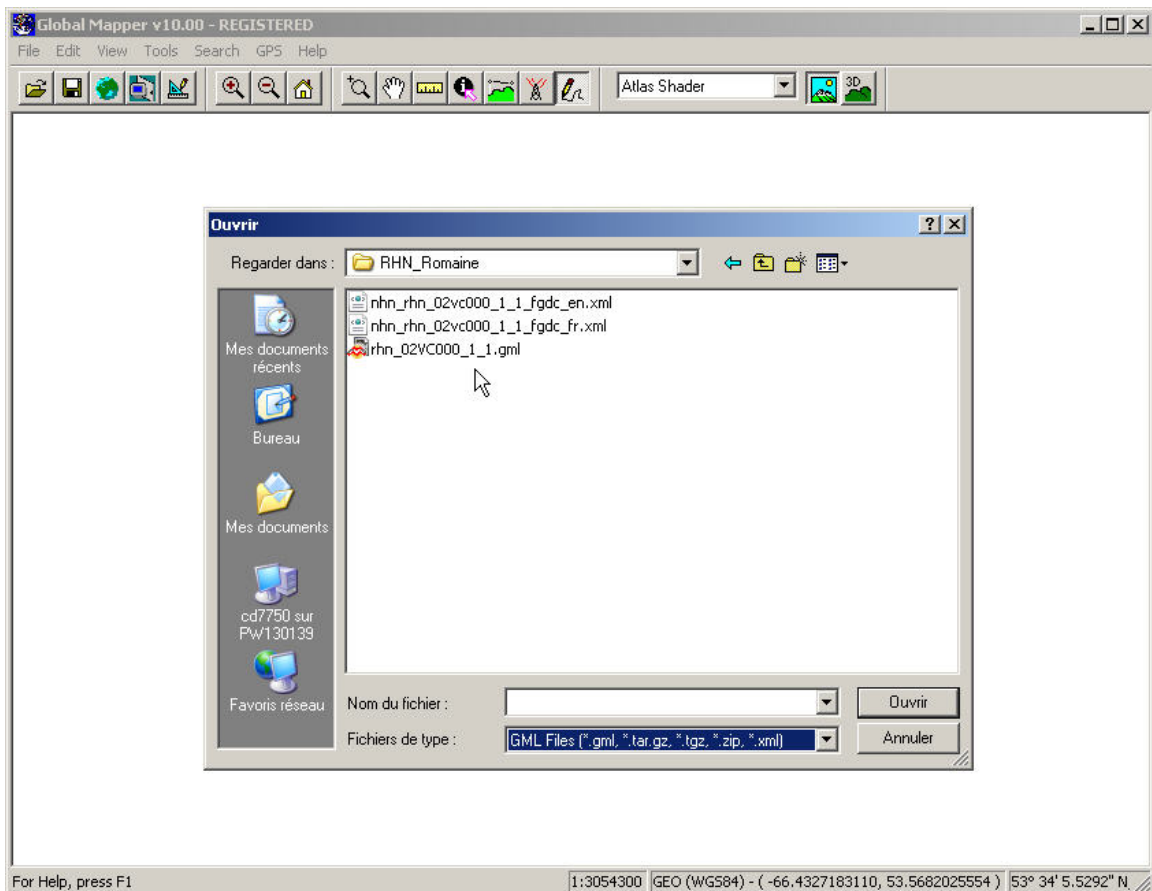 Global Mapper v10.00 - REGISTERED
File Edit View Tools Search GPS Help
Atlas Shader
3D
Ouvrir
Regarder dans :
RHN_Romaine
nhn_rhn_02vc000_1_1_fgdc_en.xml
nhn_rhn_02vc000_1_1_fgdc_fr.xml
rhn_02VC000_1_1.gml
Mes documents
récents
Bureau
Mes documents
cd7750 sur
PW130139
Favoris réseau
Nom du fichier :
Ouvrir
Fichiers de type :
GML Files (*.gml, *.tar.gz, *.tgz, *.zip, *.xml)
Annuler
For Help, press F1
1:3054300
GEO (WGS84) - ( -66.4327183110, 53.5682025554 )
53° 34' 5.5292" N